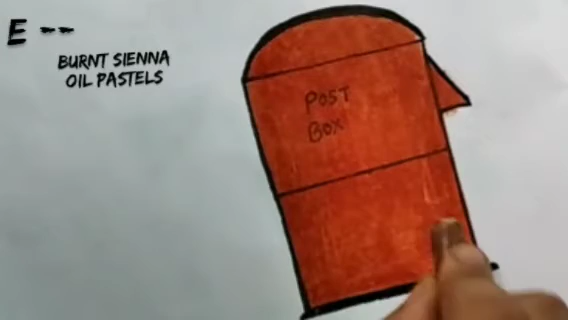 E --
BURNT SIENNA
OIL PASTELS
POST
BOX